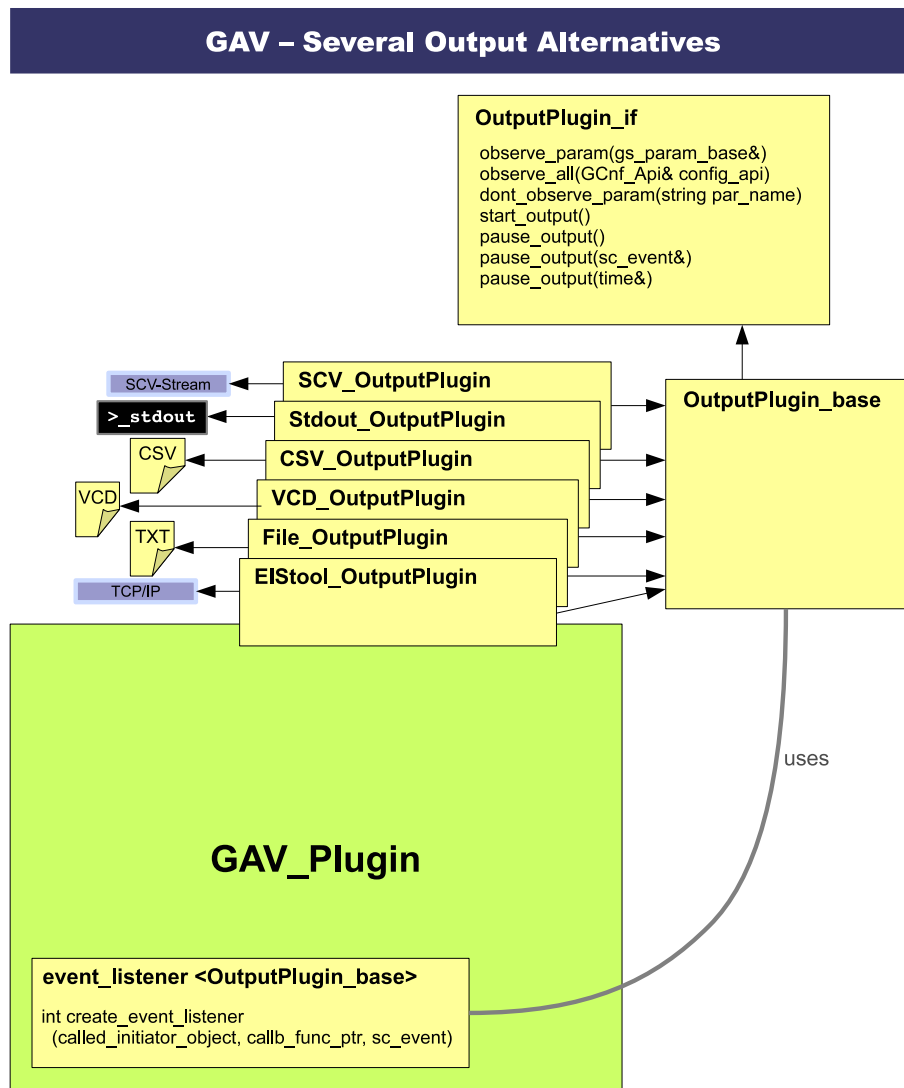 GAV – Several Output Alternatives
OutputPlugin_if
observe_param(gs_param_base&)
observe_all(GCnf_Api& config_api)
dont_observe_param(string par_name)
start_output()
pause_output()
pause_output(sc_event&)
pause_output(time&)
SCV-Stream
SCV_OutputPlugin
OutputPlugin_base
>_stdout
Stdout_OutputPlugin
CSV
CSV_OutputPlugin
VCD
VCD_OutputPlugin
TXT
File_OutputPlugin
TCP/IP
EIStool_OutputPlugin
uses
GAV_Plugin
event_listener <OutputPlugin_base>
int create_event_listener
(called_initiator_object, callb_func_ptr, sc_event)